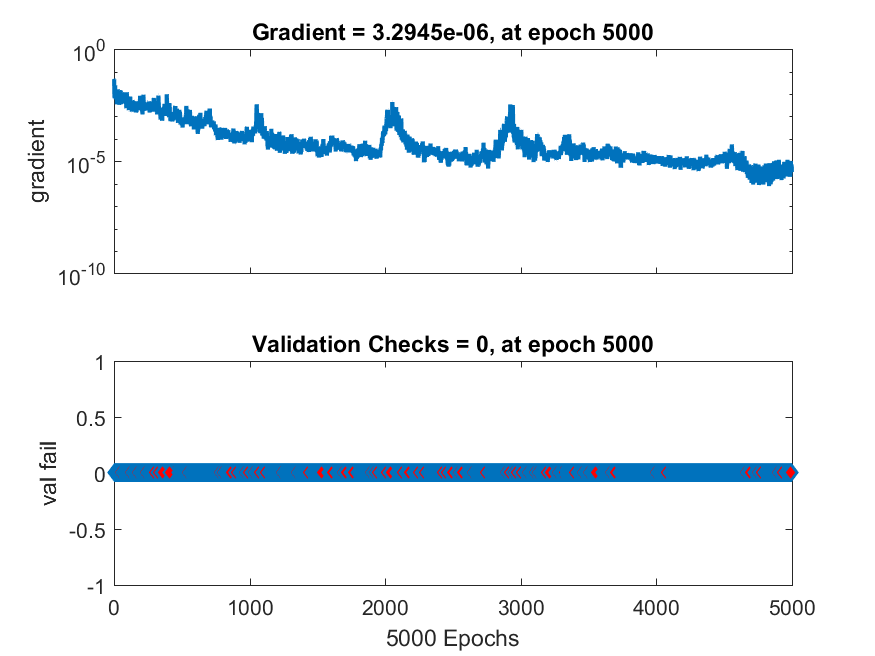 Gradient = 3.2945e-06, at epoch 5000
10^0
10^-5
10^-10
gradient
Validation Checks = 0, at epoch 5000
1
0.5
0
-0.5
-1
val fail
0 1000 2000 3000 4000 5000
5000 Epochs